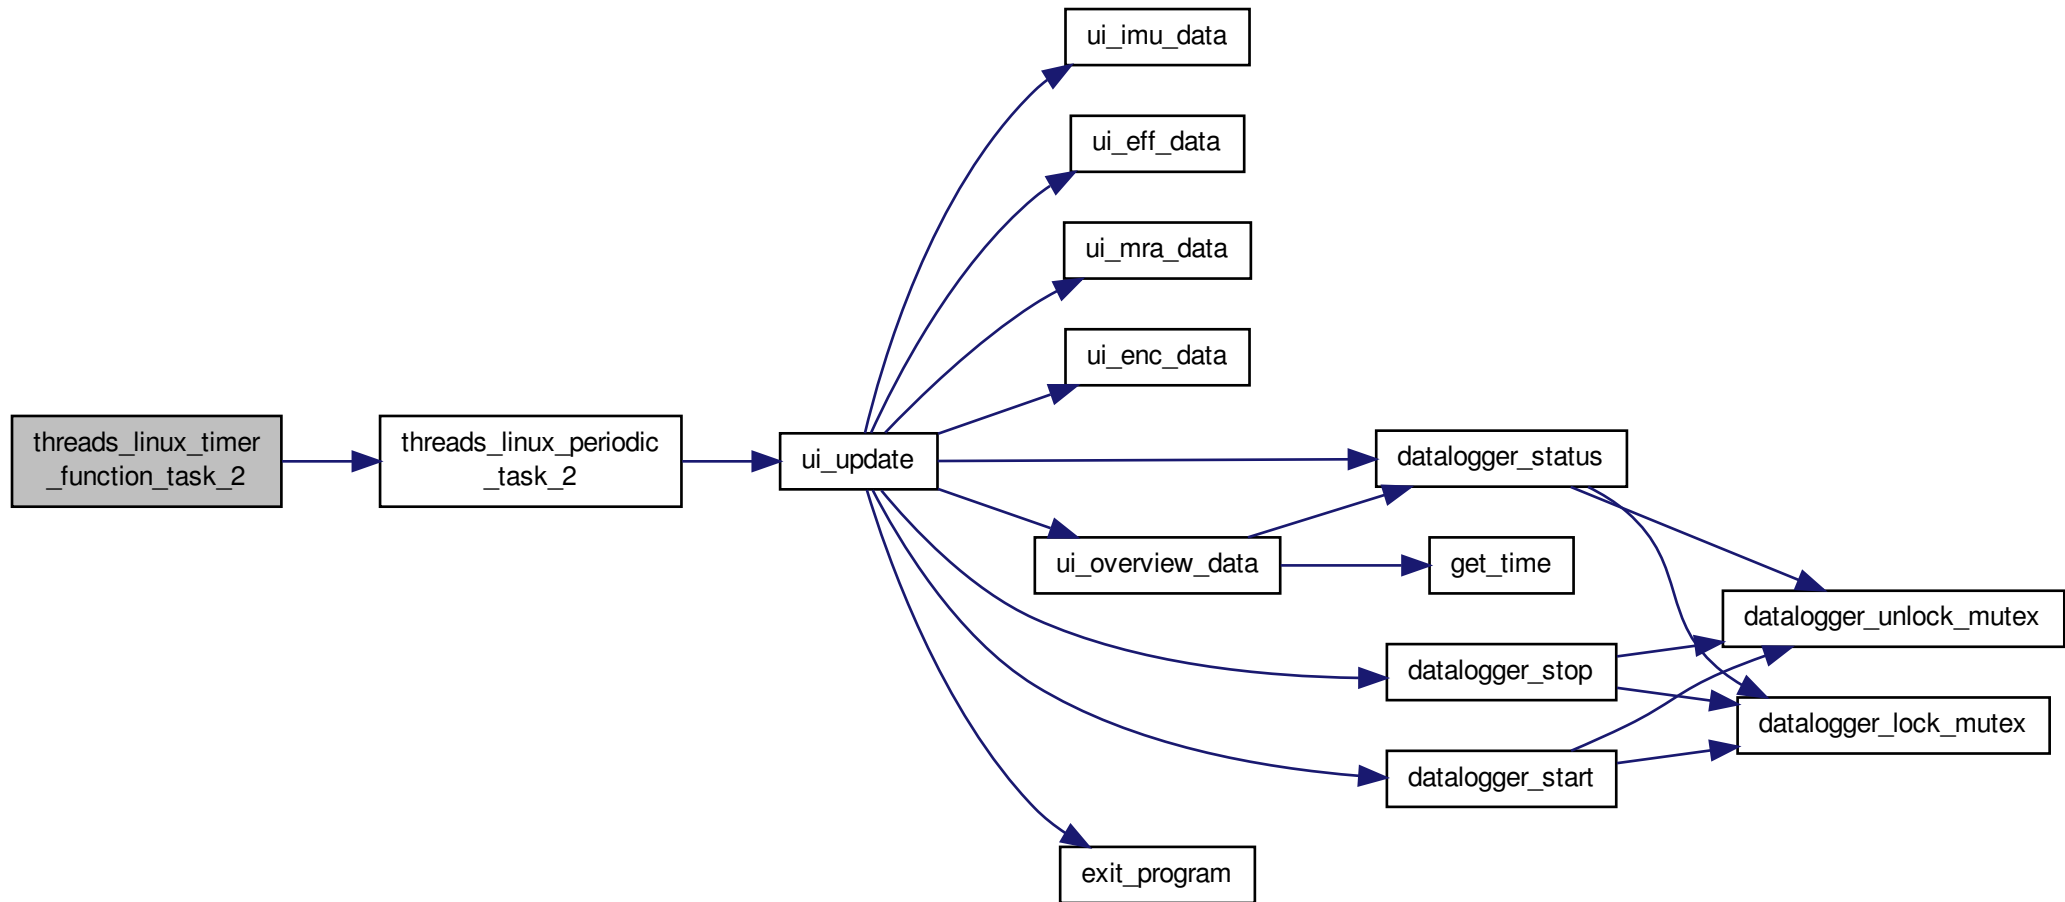 ui_imu_data
ui_eff_data
ui_mra_data
ui_enc_data
threads_linux_timer
_function_task_2
threads_linux_periodic
_task_2
ui_update
datalogger_status
ui_overview_data
get_time
datalogger_unlock_mutex
datalogger_stop
datalogger_lock_mutex
datalogger_start
exit_program